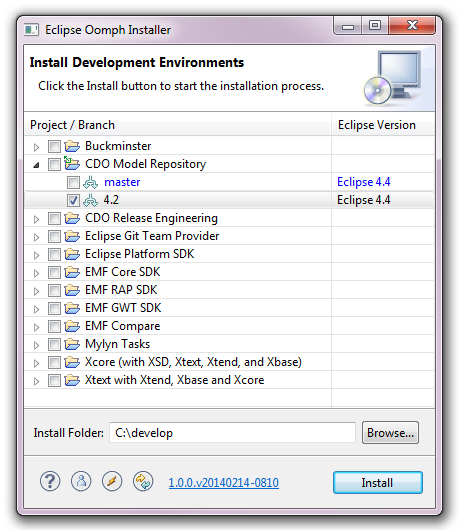 Eclipse Oomph Installer
Install Development Environments
Click the Install button to start the installation process.
Project / Branch Eclipse Version
Buckminster
CDO Model Repository
master Eclipse 4.4
4.2 Eclipse 4.4
CDO Release Engineering
Eclipse Git Team Provider
Eclipse Platform SDK
EMF Core SDK
EMF RAP SDK
EMF GWT SDK
EMF Compare
Mylyn Tasks
Xcore (with XSD, Xtext, Xtend, and Xbase)
Xtext with Xtend, Xbase and Xcore
Install Folder: C:\develop Browse...
? 1.0.0.v20140214-0810 Install